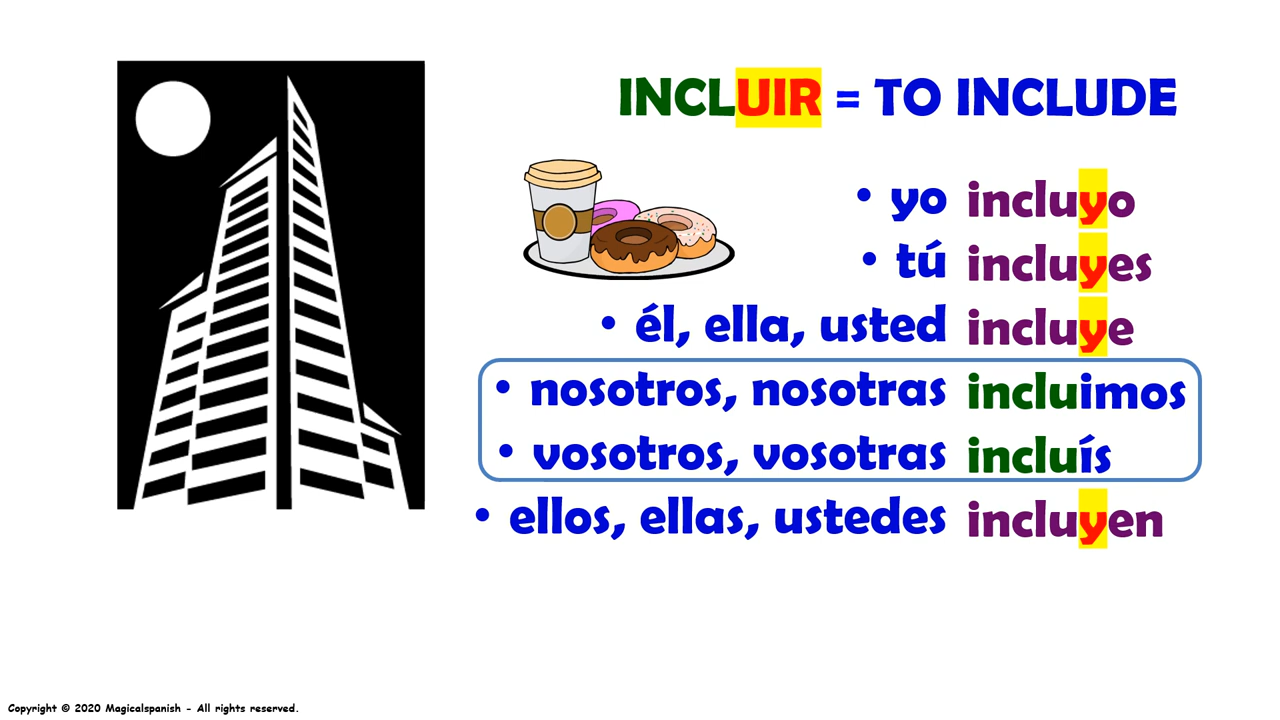 INCLUIR = TO INCLUDE
• yo incluyo
• tú incluyes
• él, ella, usted incluye
• nosotros, nosotras incluimos
• vosotros, vosotras incluís
• ellos, ellas, ustedes incluyen
Copyright © 2020 Magicalspanish - All rights reserved.